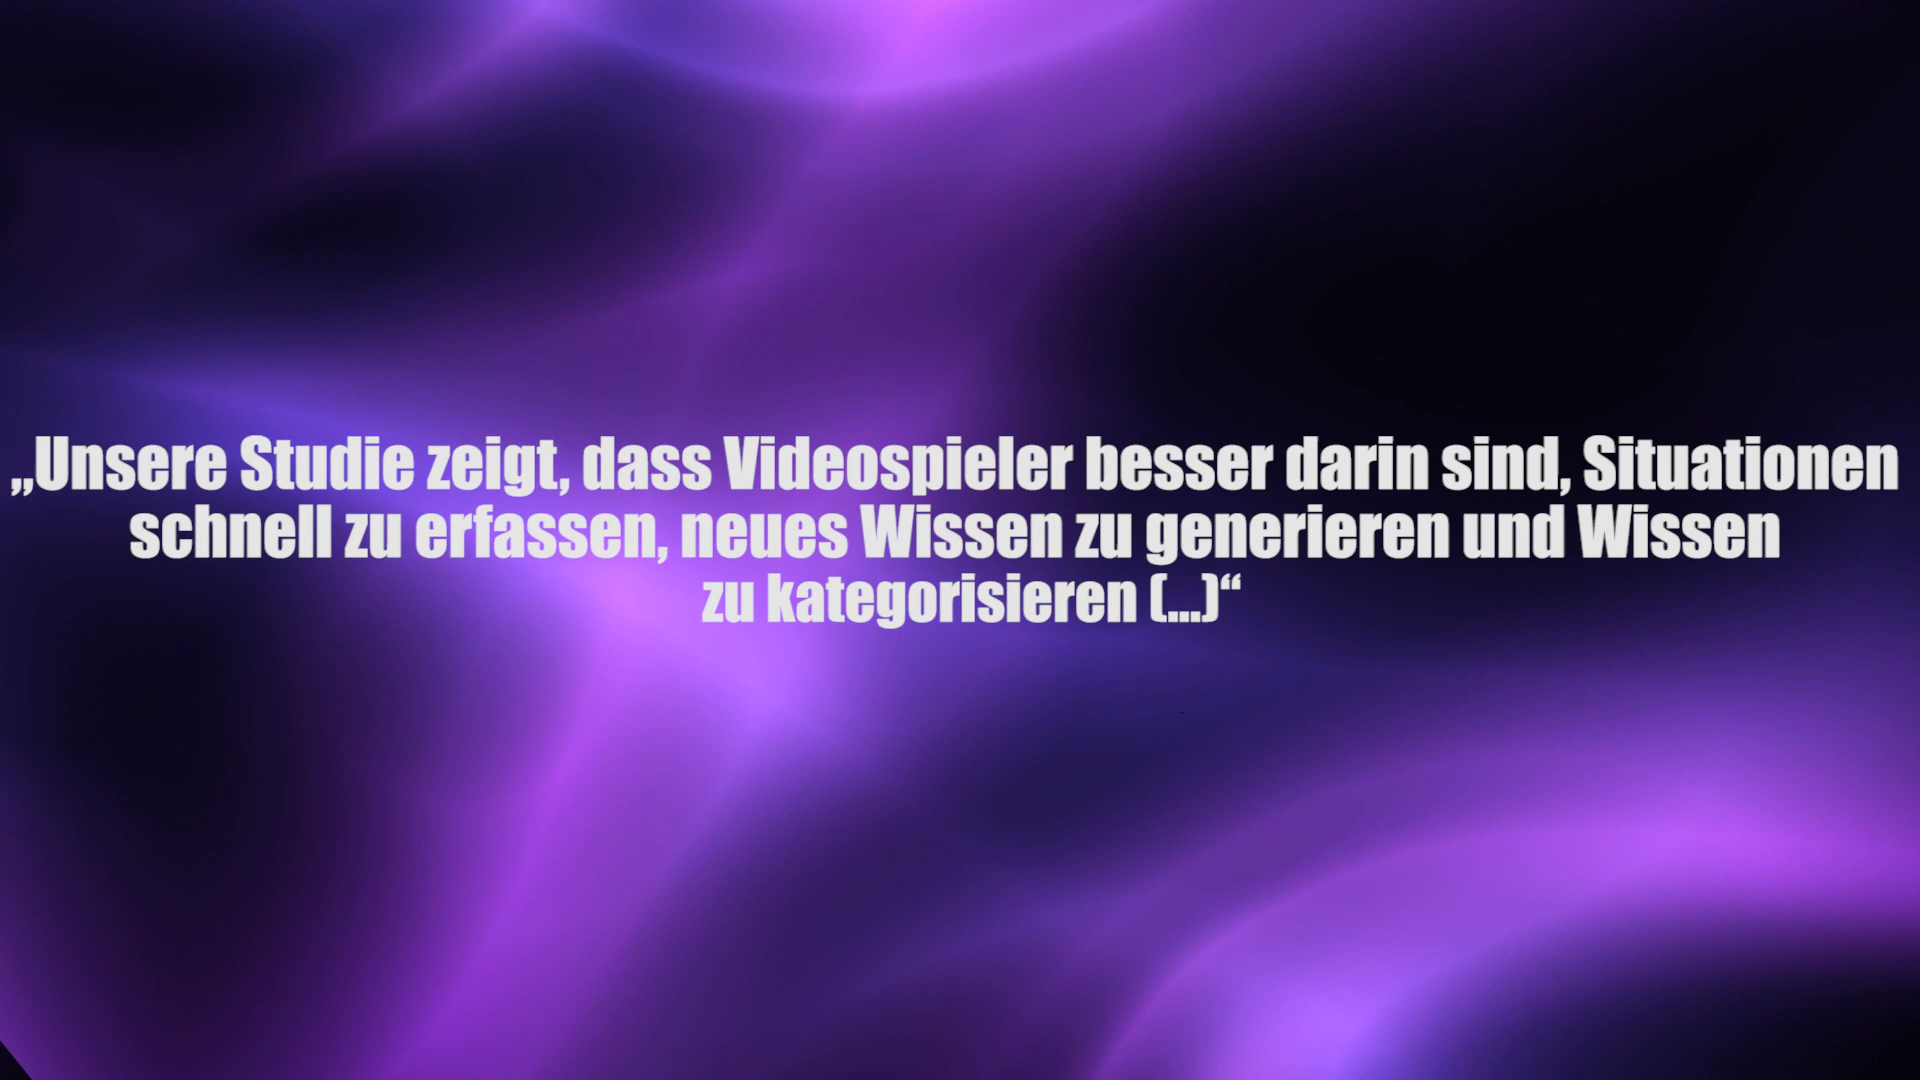 „Unsere Studie zeigt, dass Videospieler besser darin sind, Situationen
schnell zu erfassen, neues Wissen zu generieren und Wissen
zu kategorisieren (...)“